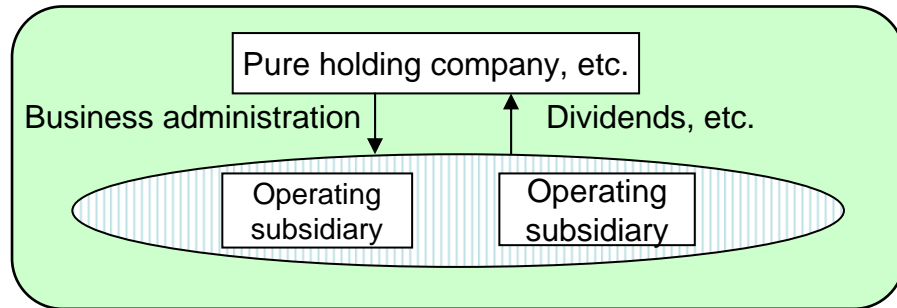 Pure holding company, etc.
Business administration
Dividends, etc.
Operating
subsidiary
Operating
subsidiary